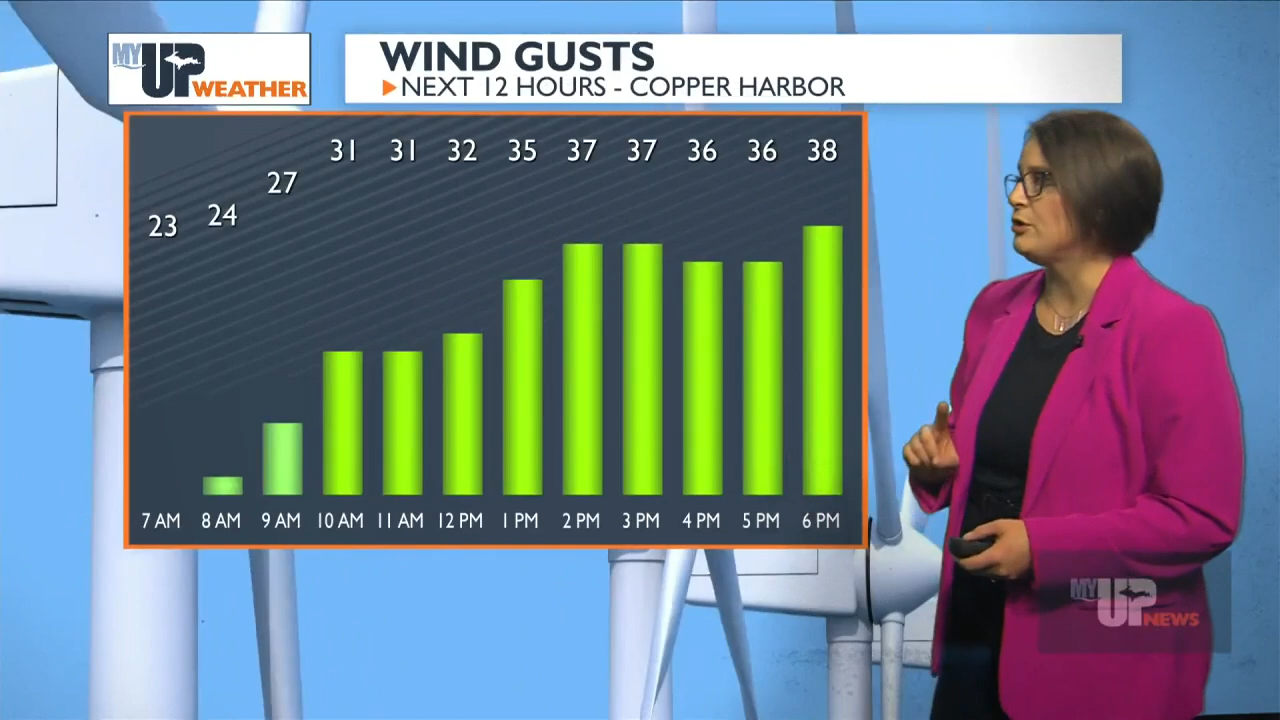 MY UP WEATHER
WIND GUSTS
NEXT 12 HOURS - COPPER HARBOR
23 24 27 31 31 32 35 37 37 36 36 38
7 AM 8 AM 9 AM 10 AM 11 AM 12 PM 1 PM 2 PM 3 PM 4 PM 5 PM 6 PM
MY UP NEWS